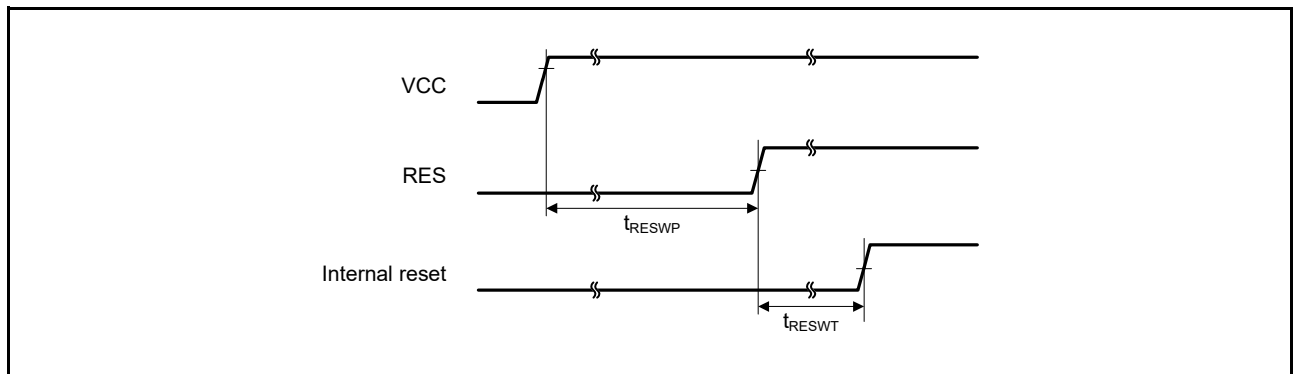 VCC
RES
tRESWP
Internal reset
tRESWT